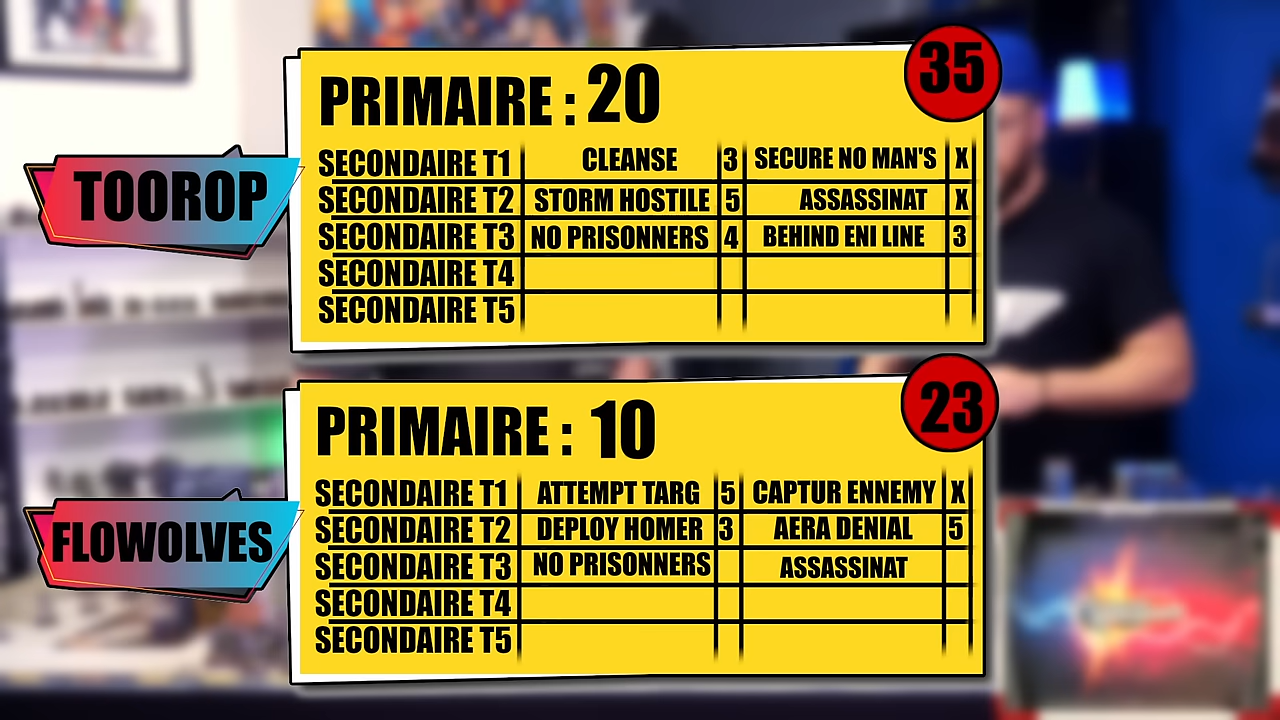 35
PRIMAIRE : 20
SECONDAIRE T1 CLEANSE 3 SECURE NO MAN'S X
TOOROP
SECONDAIRE T2 STORM HOSTILE 5 ASSASSINAT X
SECONDAIRE T3 NO PRISONNERS 4 BEHIND ENI LINE 3
SECONDAIRE T4
SECONDAIRE T5
23
PRIMAIRE : 10
SECONDAIRE T1 ATTEMPT TARG 5 CAPTUR ENNEMY X
SECONDAIRE T2 DEPLOY HOMER 3 AERA DENIAL 5
FLOWOLVES
SECONDAIRE T3 NO PRISONNERS ASSASSINAT
SECONDAIRE T4
SECONDAIRE T5